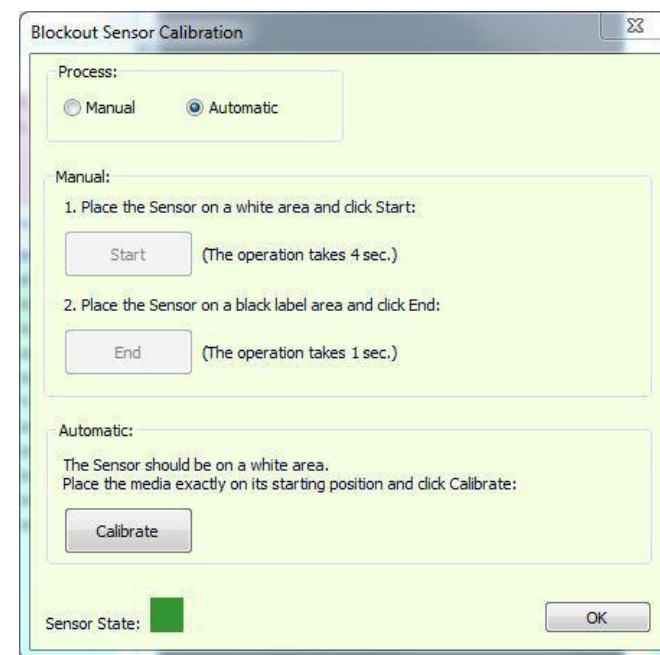 Blockout Sensor Calibration
Process:
Manual
Automatic
Manual:
1. Place the Sensor on a white area and click Start:
Start
(The operation takes 4 sec.)
2. Place the Sensor on a black label area and click End:
End
(The operation takes 1 sec.)
Automatic:
The Sensor should be on a white area.
Place the media exactly on its starting position and click Calibrate:
Calibrate
Sensor State:
OK